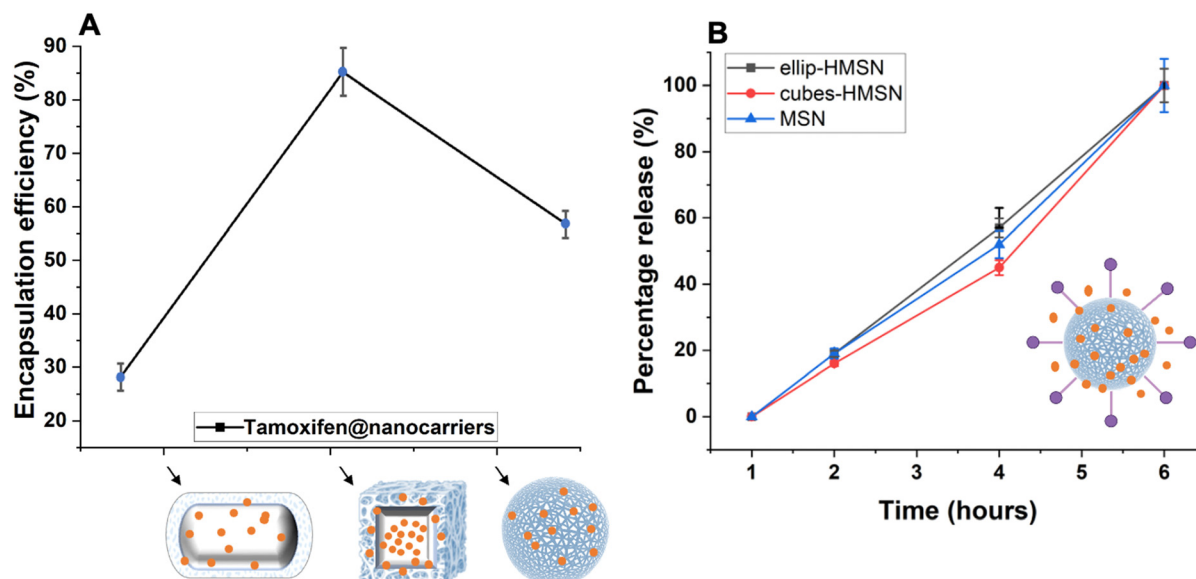 A
Encapsulation efficiency (%)
90
80
70
60
50
40
30
20
Tamoxifen@nanocarriers
B
ellip-HMSN
cubes-HMSN
MSN
Percentage release (%)
100
80
60
40
20
0
1 2 3 4 5 6
Time (hours)